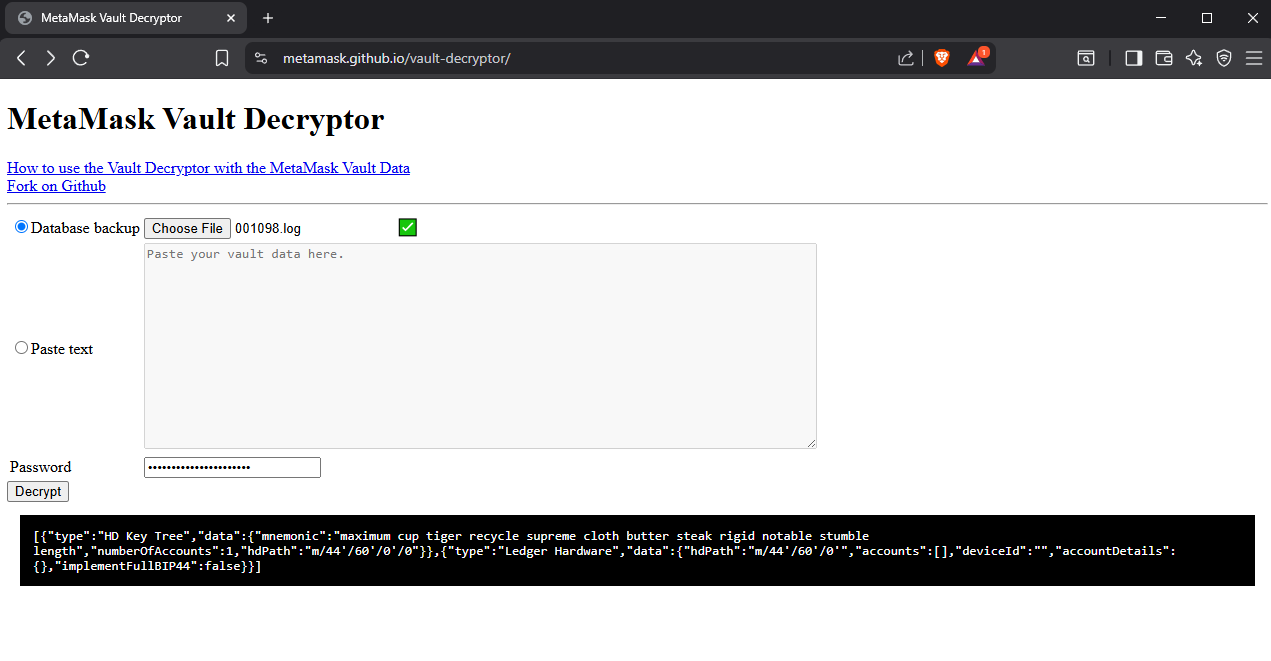 MetaMask Vault Decryptor
metamask.github.io/vault-decryptor/
1
MetaMask Vault Decryptor
How to use the Vault Decryptor with the MetaMask Vault Data
Fork on Github
Database backup Choose File 001098.log
Paste your vault data here.
Paste text
Password
Decrypt
[{"type":"HD Key Tree","data":{"mnemonic":"maximum cup tiger recycle supreme cloth butter steak rigid notable stumble
length","numberOfAccounts":1,"hdPath":"m/44'/60'/0'/0"}},{"type":"Ledger Hardware","data":{"hdPath":"m/44'/60'/0'","accounts":[],"deviceId":"","accountDetails":
{},"implementFullBIP44":false}}]